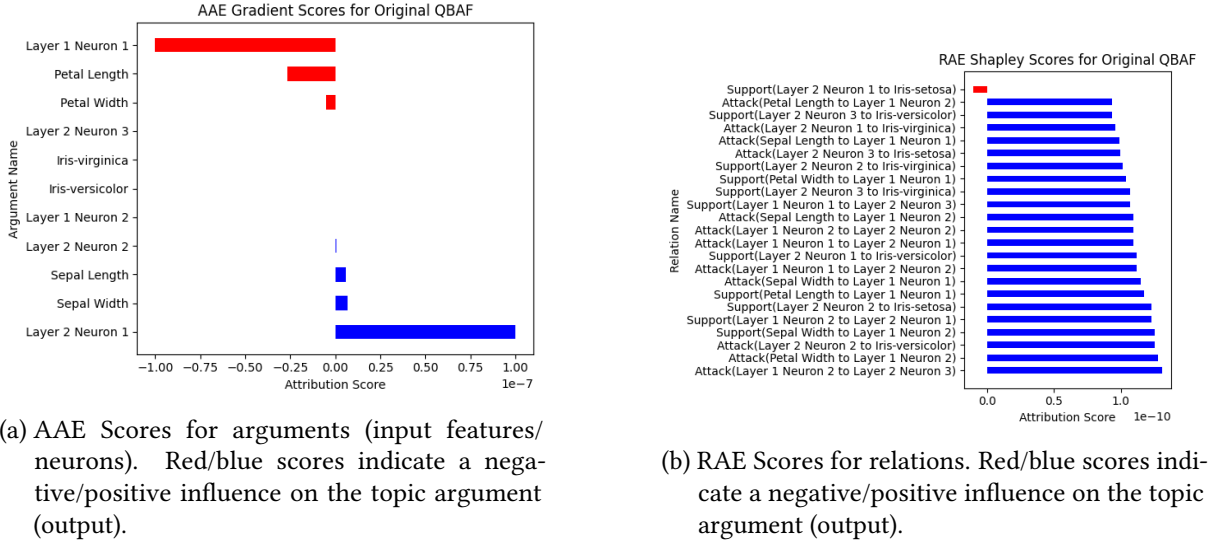 AAE Gradient Scores for Original QBAF
Layer 1 Neuron 1
Petal Length
Petal Width
Layer 2 Neuron 3
Iris-virginica
Iris-versicolor
Layer 1 Neuron 2
Layer 2 Neuron 2
Sepal Length
Sepal Width
Layer 2 Neuron 1
Argument Name
−1.00 −0.75 −0.50 −0.25 0.00 0.25 0.50 0.75 1.00
Attribution Score
1e−7
(a) AAE Scores for arguments (input features/
neurons). Red/blue scores indicate a nega-
tive/positive influence on the topic argument
(output).
RAE Shapley Scores for Original QBAF
Support(Layer 2 Neuron 1 to Iris-setosa)
Attack(Petal Length to Layer 1 Neuron 2)
Support(Layer 2 Neuron 3 to Iris-versicolor)
Attack(Layer 2 Neuron 1 to Iris-virginica)
Attack(Sepal Length to Layer 1 Neuron 1)
Attack(Layer 2 Neuron 3 to Iris-setosa)
Support(Layer 2 Neuron 2 to Iris-virginica)
Support(Petal Width to Layer 1 Neuron 1)
Support(Layer 2 Neuron 3 to Iris-virginica)
Support(Layer 1 Neuron 1 to Layer 2 Neuron 3)
Attack(Sepal Length to Layer 1 Neuron 2)
Attack(Layer 1 Neuron 2 to Layer 2 Neuron 2)
Attack(Layer 1 Neuron 1 to Layer 2 Neuron 1)
Support(Layer 2 Neuron 1 to Iris-versicolor)
Attack(Layer 1 Neuron 1 to Layer 2 Neuron 2)
Attack(Sepal Width to Layer 1 Neuron 1)
Support(Petal Length to Layer 1 Neuron 1)
Support(Layer 2 Neuron 2 to Iris-setosa)
Support(Layer 1 Neuron 2 to Layer 2 Neuron 1)
Support(Sepal Width to Layer 1 Neuron 2)
Attack(Layer 2 Neuron 2 to Iris-versicolor)
Attack(Petal Width to Layer 1 Neuron 2)
Attack(Layer 1 Neuron 2 to Layer 2 Neuron 3)
Relation Name
0.0 0.5 1.0
Attribution Score
1e−10
(b) RAE Scores for relations. Red/blue scores indi-
cate a negative/positive influence on the topic
argument (output).